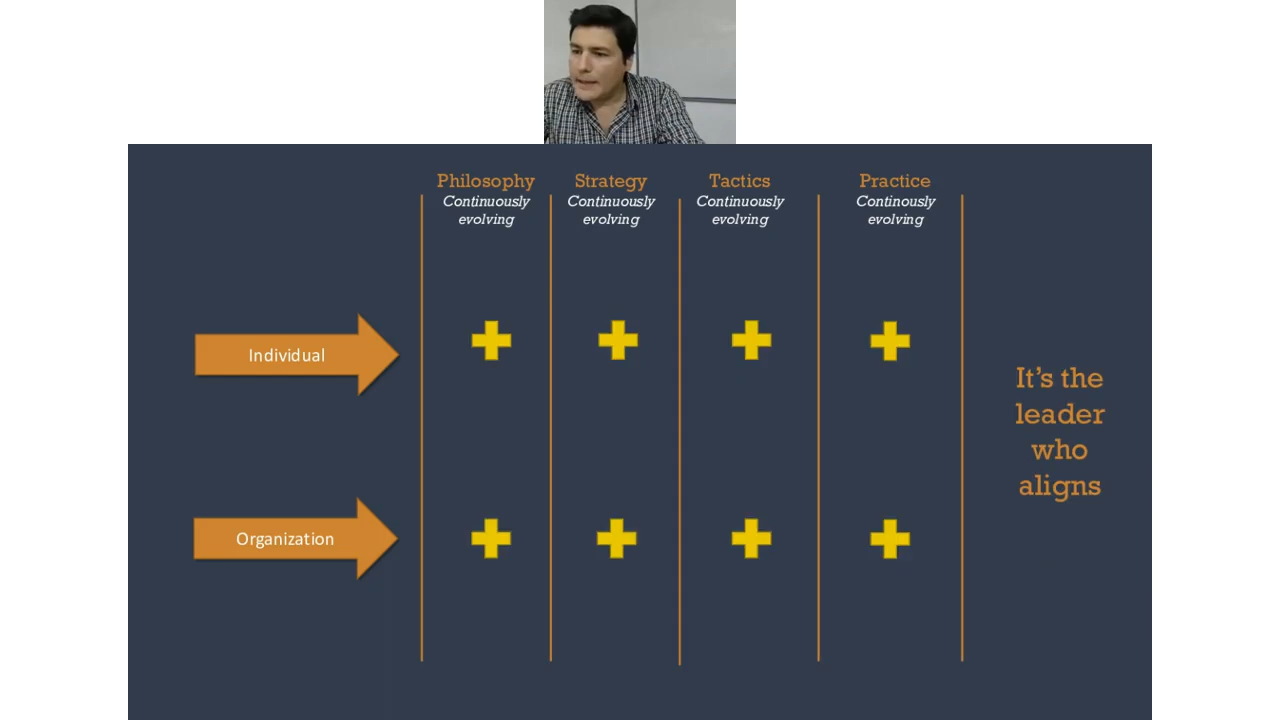 Philosophy
Continuously
evolving
Strategy
Continuously
evolving
Tactics
Continuously
evolving
Practice
Continously
evolving
Individual
Organization
It's the
leader
who
aligns